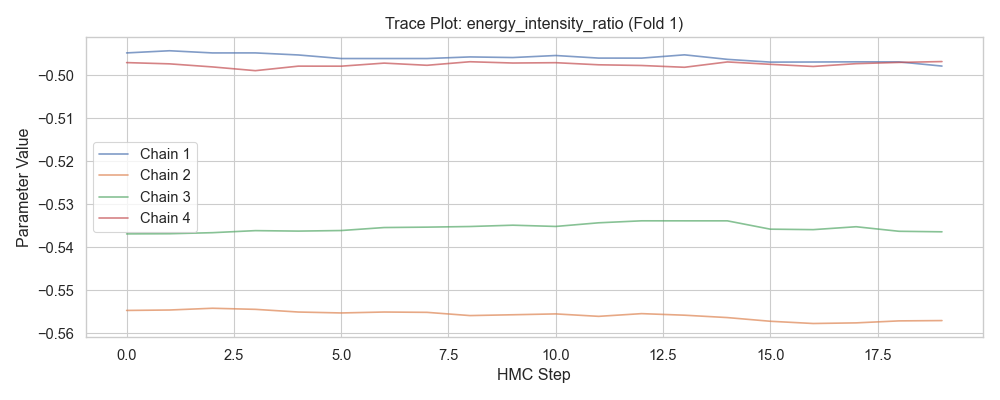 Trace Plot: energy_intensity_ratio (Fold 1)
Parameter Value
−0.50
−0.51
−0.52
−0.53
−0.54
−0.55
−0.56
Chain 1
Chain 2
Chain 3
Chain 4
0.0 2.5 5.0 7.5 10.0 12.5 15.0 17.5
HMC Step